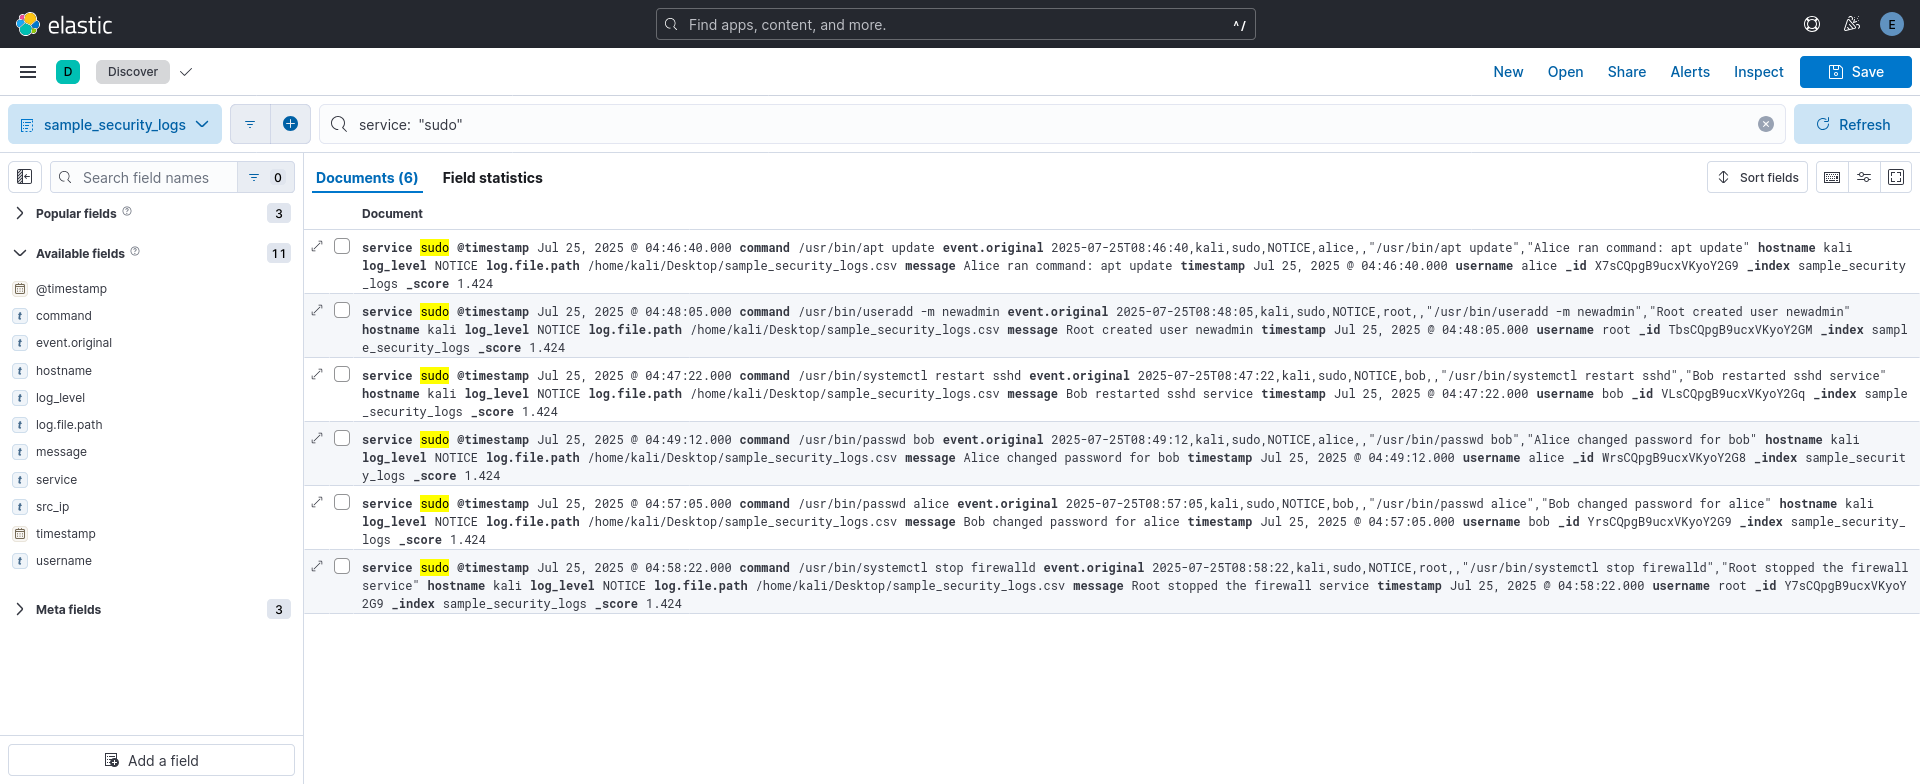 elastic
Find apps, content, and more.
^/
E
D
Discover
New
Open
Share
Alerts
Inspect
Save
sample_security_logs
service: "sudo"
Refresh
Search field names
0
Documents (6)
Field statistics
Sort fields
Popular fields
3
Document
Available fields
11
@timestamp
command
event.original
hostname
log_level
log.file.path
message
service
src_ip
timestamp
username
Meta fields
3
Add a field
service sudo @timestamp Jul 25, 2025 @ 04:46:40.000 command /usr/bin/apt update event.original 2025-07-25T08:46:40,kali,sudo,NOTICE,alice,,"/usr/bin/apt update","Alice ran command: apt update" hostname kali
log_level NOTICE log.file.path /home/kali/Desktop/sample_security_logs.csv message Alice ran command: apt update timestamp Jul 25, 2025 @ 04:46:40.000 username alice _id X7sCQpgB9ucxVKyoY2G9 _index sample_security
_logs _score 1.424
service sudo @timestamp Jul 25, 2025 @ 04:48:05.000 command /usr/bin/useradd -m newadmin event.original 2025-07-25T08:48:05,kali,sudo,NOTICE,root,,"/usr/bin/useradd -m newadmin","Root created user newadmin"
hostname kali log_level NOTICE log.file.path /home/kali/Desktop/sample_security_logs.csv message Root created user newadmin timestamp Jul 25, 2025 @ 04:48:05.000 username root _id TbsCQpgB9ucxVKyoY2GM _index sampl
e_security_logs _score 1.424
service sudo @timestamp Jul 25, 2025 @ 04:47:22.000 command /usr/bin/systemctl restart sshd event.original 2025-07-25T08:47:22,kali,sudo,NOTICE,bob,,"/usr/bin/systemctl restart sshd","Bob restarted sshd service"
hostname kali log_level NOTICE log.file.path /home/kali/Desktop/sample_security_logs.csv message Bob restarted sshd service timestamp Jul 25, 2025 @ 04:47:22.000 username bob _id VLsCQpgB9ucxVKyoY2Gq _index sample
_security_logs _score 1.424
service sudo @timestamp Jul 25, 2025 @ 04:49:12.000 command /usr/bin/passwd bob event.original 2025-07-25T08:49:12,kali,sudo,NOTICE,alice,,"/usr/bin/passwd bob","Alice changed password for bob" hostname kali
log_level NOTICE log.file.path /home/kali/Desktop/sample_security_logs.csv message Alice changed password for bob timestamp Jul 25, 2025 @ 04:49:12.000 username alice _id WrsCQpgB9ucxVKyoY2G8 _index sample_securit
y_logs _score 1.424
service sudo @timestamp Jul 25, 2025 @ 04:57:05.000 command /usr/bin/passwd alice event.original 2025-07-25T08:57:05,kali,sudo,NOTICE,bob,,"/usr/bin/passwd alice","Bob changed password for alice" hostname kali
log_level NOTICE log.file.path /home/kali/Desktop/sample_security_logs.csv message Bob changed password for alice timestamp Jul 25, 2025 @ 04:57:05.000 username bob _id YrsCQpgB9ucxVKyoY2G9 _index sample_security_
logs _score 1.424
service sudo @timestamp Jul 25, 2025 @ 04:58:22.000 command /usr/bin/systemctl stop firewalld event.original 2025-07-25T08:58:22,kali,sudo,NOTICE,root,,"/usr/bin/systemctl stop firewalld","Root stopped the firewall
service" hostname kali log_level NOTICE log.file.path /home/kali/Desktop/sample_security_logs.csv message Root stopped the firewall service timestamp Jul 25, 2025 @ 04:58:22.000 username root _id Y7sCQpgB9ucxVKyoY
2G9 _index sample_security_logs _score 1.424